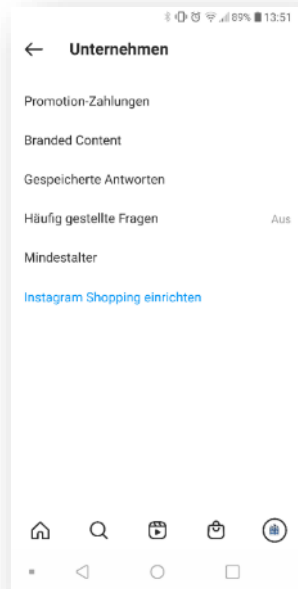 89% 13:51
Unternehmen
Promotion-Zahlungen
Branded Content
Gespeicherte Antworten
Häufig gestellte Fragen Aus
Mindestalter
Instagram Shopping einrichten